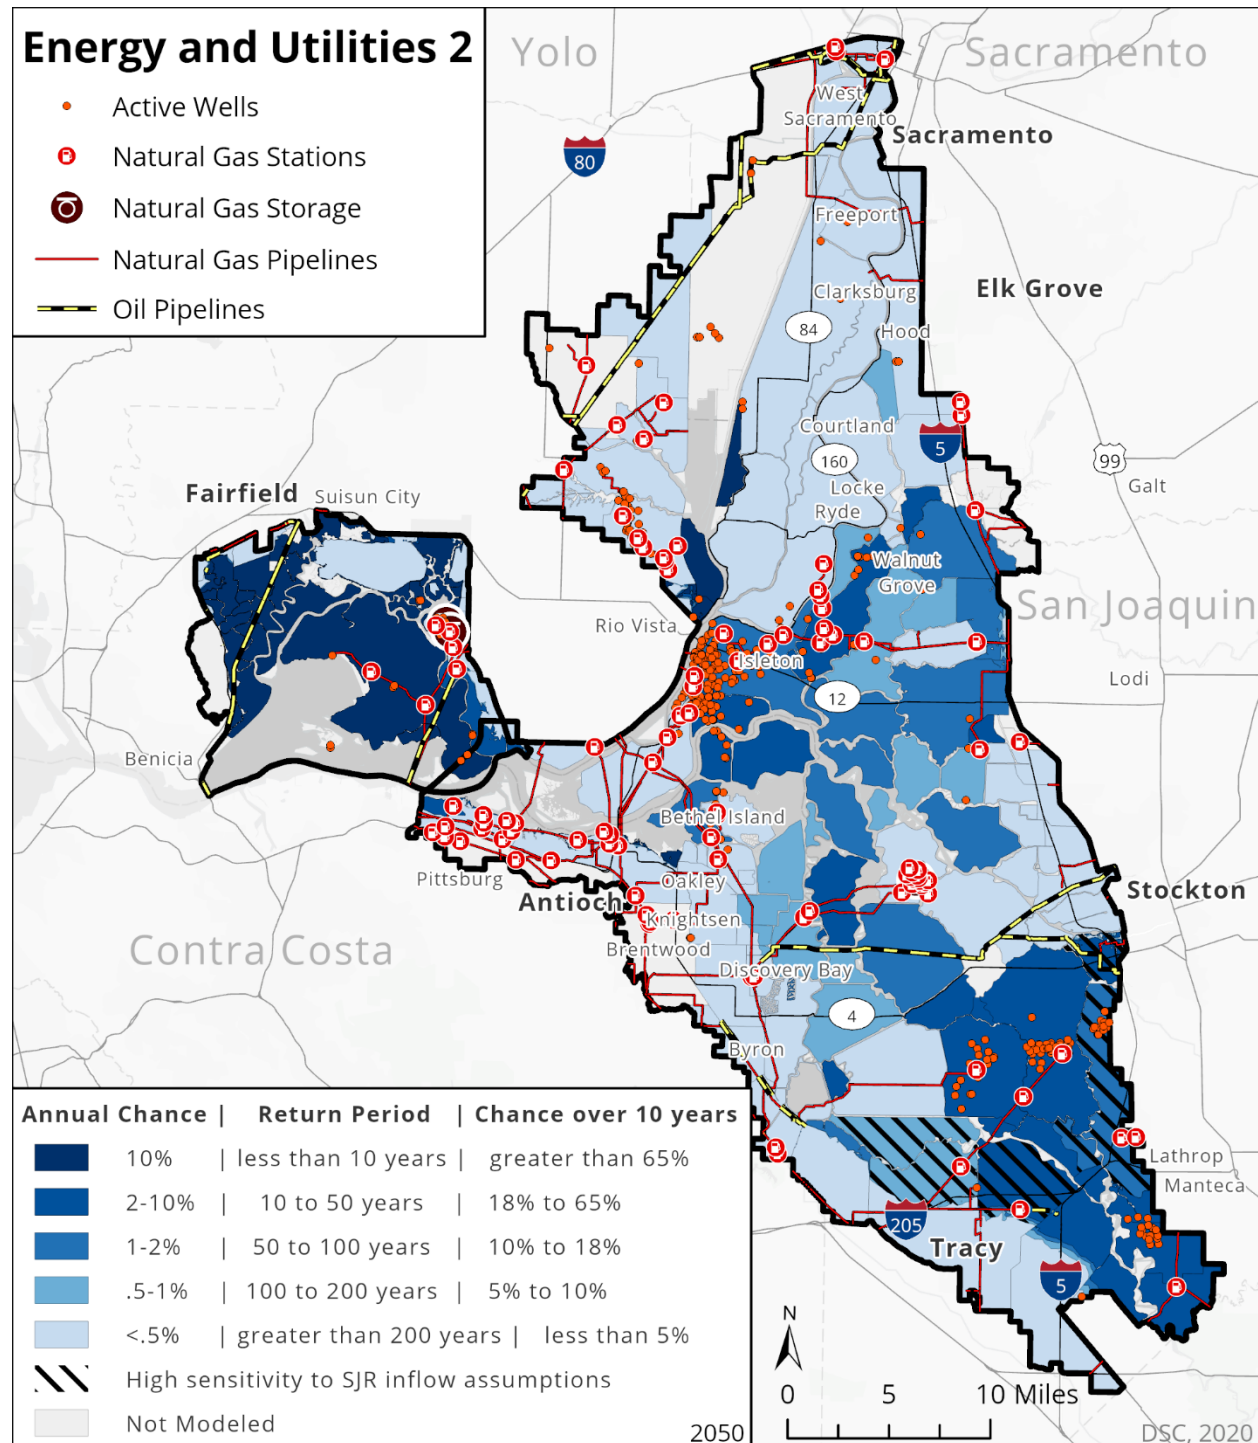 Energy and Utilities 2
Active Wells
Natural Gas Stations
Natural Gas Storage
Natural Gas Pipelines
Oil Pipelines
Yolo
Sacramento
80
West
Sacramento
Sacramento
Freeport
Elk Grove
Clarksburg
84
Hood
Courtland
5
99
160
Galt
Locke
Ryde
Fairfield
Suisun City
Walnut
Grove
San Joaquin
Rio Vista
Isleton
Lodi
12
Benicia
Bethel Island
Pittsburg
Oakley
Antioch
Stockton
Knightsen
Brentwood
Contra Costa
Discovery Bay
4
Byron
Lathrop
Manteca
205
Tracy
5
Annual Chance | Return Period | Chance over 10 years
10% | less than 10 years | greater than 65%
2-10% | 10 to 50 years | 18% to 65%
1-2% | 50 to 100 years | 10% to 18%
.5-1% | 100 to 200 years | 5% to 10%
<.5% | greater than 200 years | less than 5%
High sensitivity to SJR inflow assumptions
Not Modeled
N
0 5 10 Miles
2050
DSC, 2020